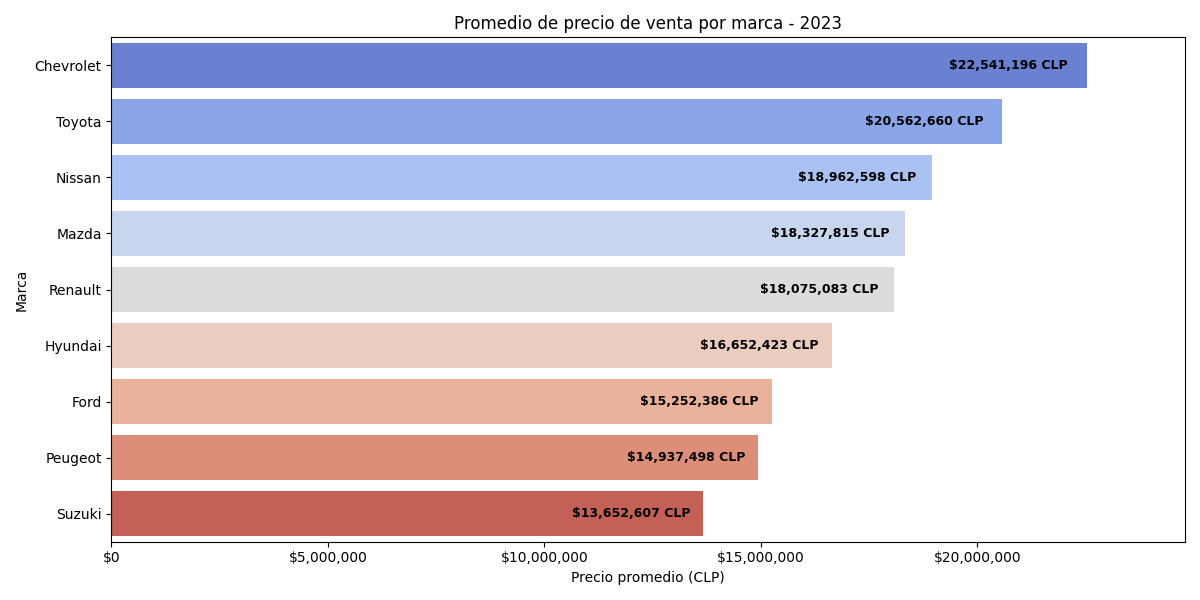 Promedio de precio de venta por marca - 2023
Marca
Chevrolet $22,541,196 CLP
Toyota $20,562,660 CLP
Nissan $18,962,598 CLP
Mazda $18,327,815 CLP
Renault $18,075,083 CLP
Hyundai $16,652,423 CLP
Ford $15,252,386 CLP
Peugeot $14,937,498 CLP
Suzuki $13,652,607 CLP
$0 $5,000,000 $10,000,000 $15,000,000 $20,000,000
Precio promedio (CLP)